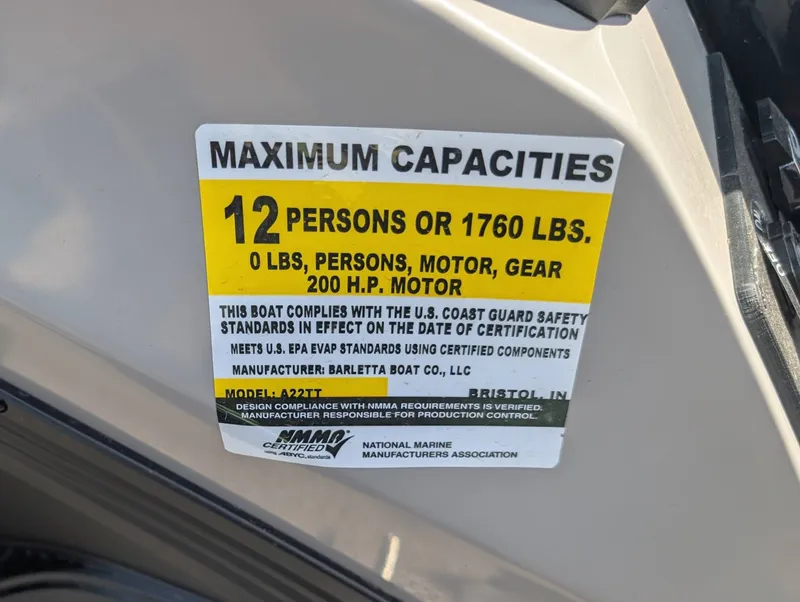 MAXIMUM CAPACITIES
12 PERSONS OR 1760 LBS.
0 LBS, PERSONS, MOTOR, GEAR
200 H.P. MOTOR
THIS BOAT COMPLIES WITH THE U.S. COAST GUARD SAFETY
STANDARDS IN EFFECT ON THE DATE OF CERTIFICATION
MEETS U.S. EPA EVAP STANDARDS USING CERTIFIED COMPONENTS
MANUFACTURER: BARLETTA BOAT CO., LLC
MODEL: A22TT BRISTOL, IN
DESIGN COMPLIANCE WITH NMMA REQUIREMENTS IS VERIFIED.
MANUFACTURER RESPONSIBLE FOR PRODUCTION CONTROL.
NMMA
CERTIFIED
using ABYC, standards
NATIONAL MARINE
MANUFACTURERS ASSOCIATION